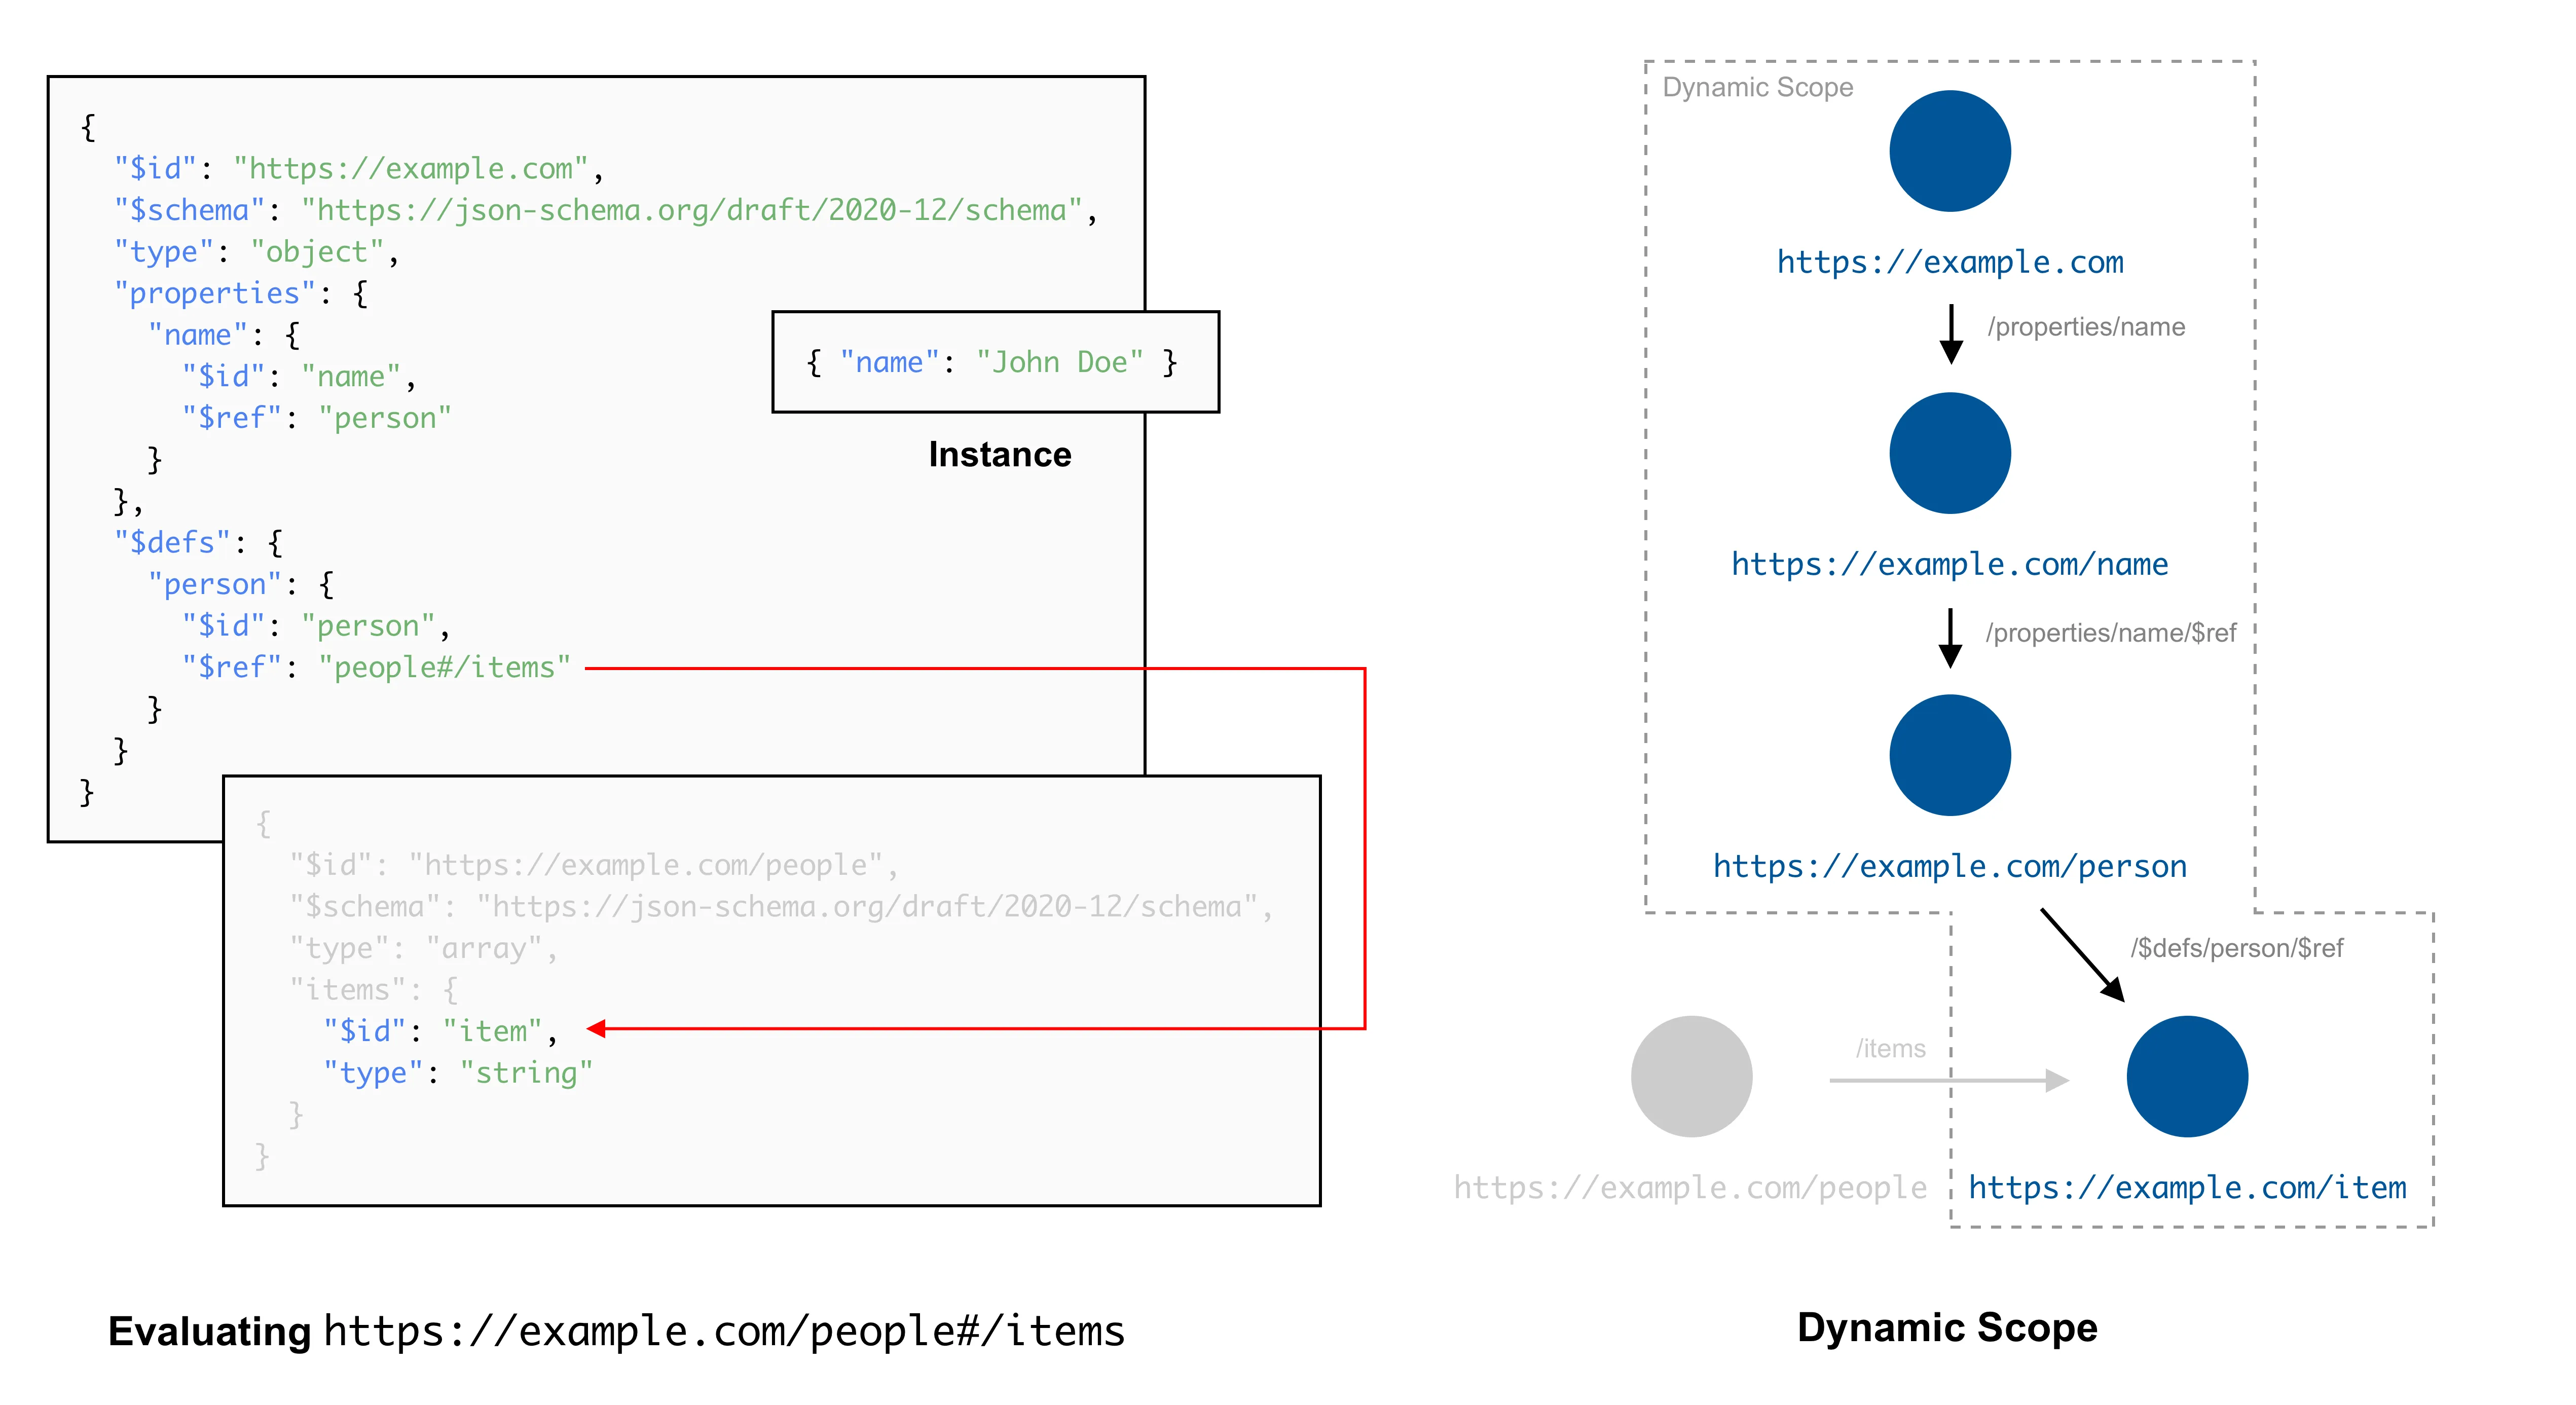 {
  "$id": "https://example.com",
  "$schema": "https://json-schema.org/draft/2020-12/schema",
  "type": "object",
  "properties": {
    "name": {
      "$id": "name",
      "$ref": "person"
    }
  },
  "$defs": {
    "person": {
      "$id": "person",
      "$ref": "people#/items"
    }
  }
}
{ "name": "John Doe" }
Instance
{
  "$id": "https://example.com/people",
  "$schema": "https://json-schema.org/draft/2020-12/schema",
  "type": "array",
  "items": {
    "$id": "item",
    "type": "string"
  }
}
Evaluating https://example.com/people#/items
Dynamic Scope
https://example.com
/properties/name
https://example.com/name
/properties/name/$ref
https://example.com/person
/$defs/person/$ref
/items
https://example.com/people
https://example.com/item
Dynamic Scope